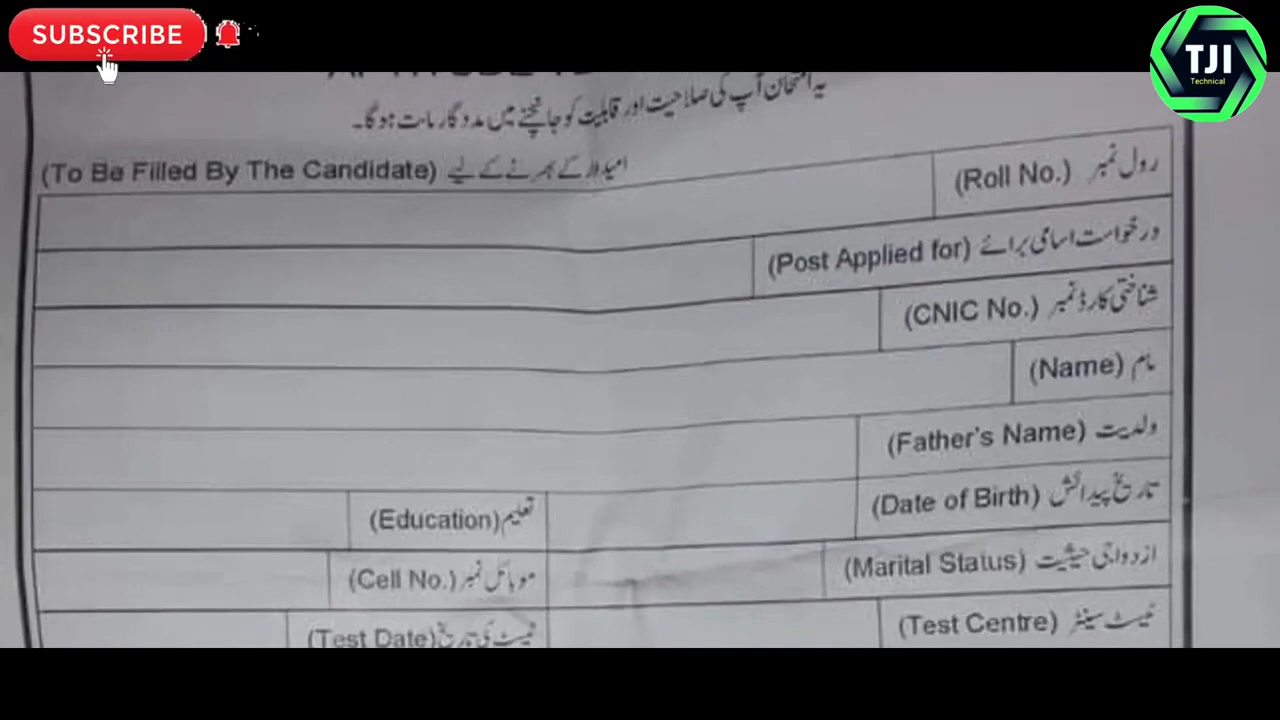 SUBSCRIBE
TJI
Technical
یہ امتحان آپ کی صلاحیت اور قابلیت کو جانچنے میں مددگار مات ہوگا۔
(To Be Filled By The Candidate) امیدوار کے بھرنے کے لیے
رول نمبر (Roll No.)
درخواست اسامی برائے (Post Applied for)
شناختی کارڈ نمبر (CNIC No.)
نام (Name)
ولدیت (Father's Name)
تاریخ پیدائش (Date of Birth)
تعلیم (Education)
ازدواجی حیثیت (Marital Status)
موبائل نمبر (Cell No.)
ٹیسٹ سینٹر (Test Centre)
ٹیسٹ کی تاریخ (Test Date)